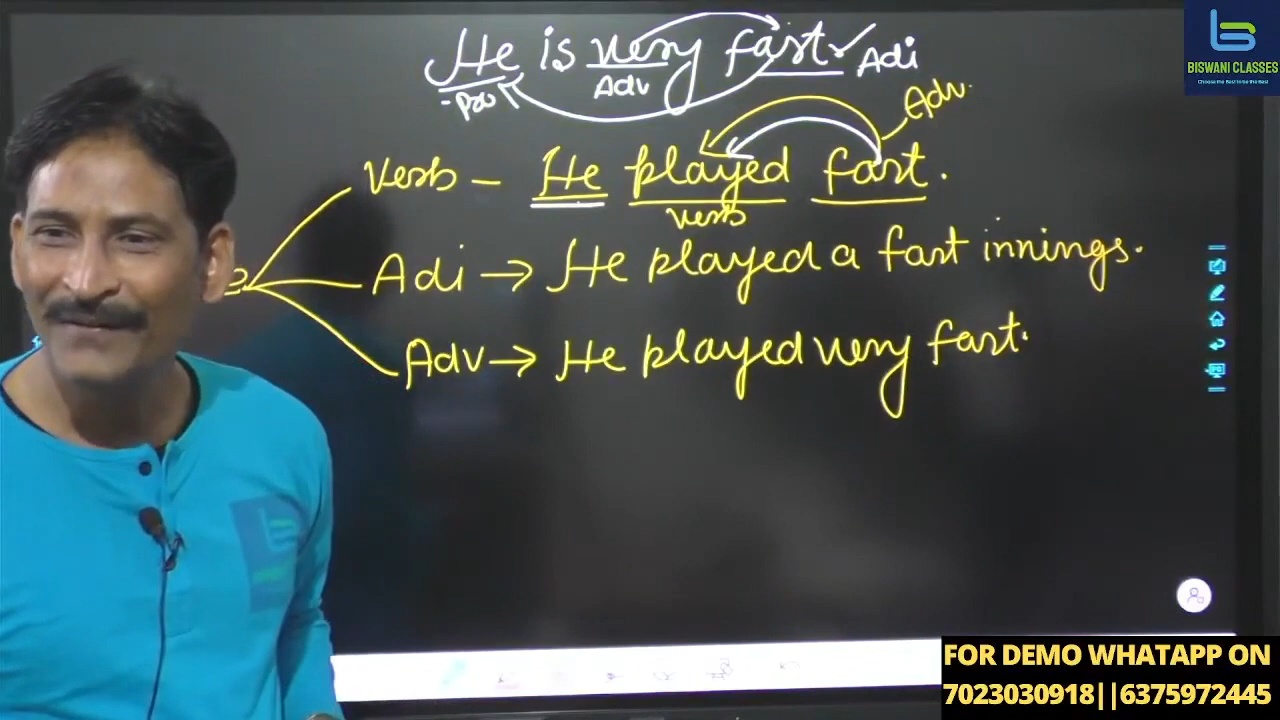 He is very fast. Adj
Pro Adv
Adv.
Verb - He played fast.
verb
Adj → He played a fast innings.
Adv → He played very fast.
BISWANI CLASSES
FOR DEMO WHATAPP ON
7023030918||6375972445